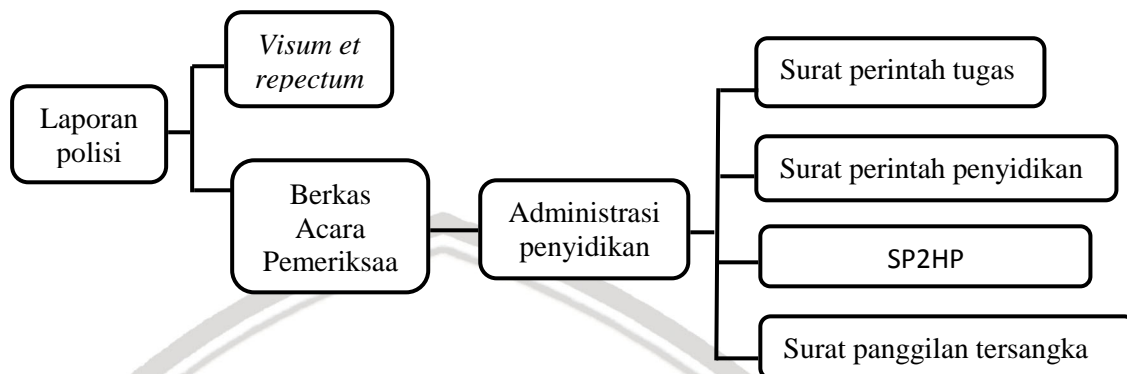 Laporan
polisi
Visum et
repectum
Berkas
Acara
Pemeriksaa
Administrasi
penyidikan
Surat perintah tugas
Surat perintah penyidikan
SP2HP
Surat panggilan tersangka